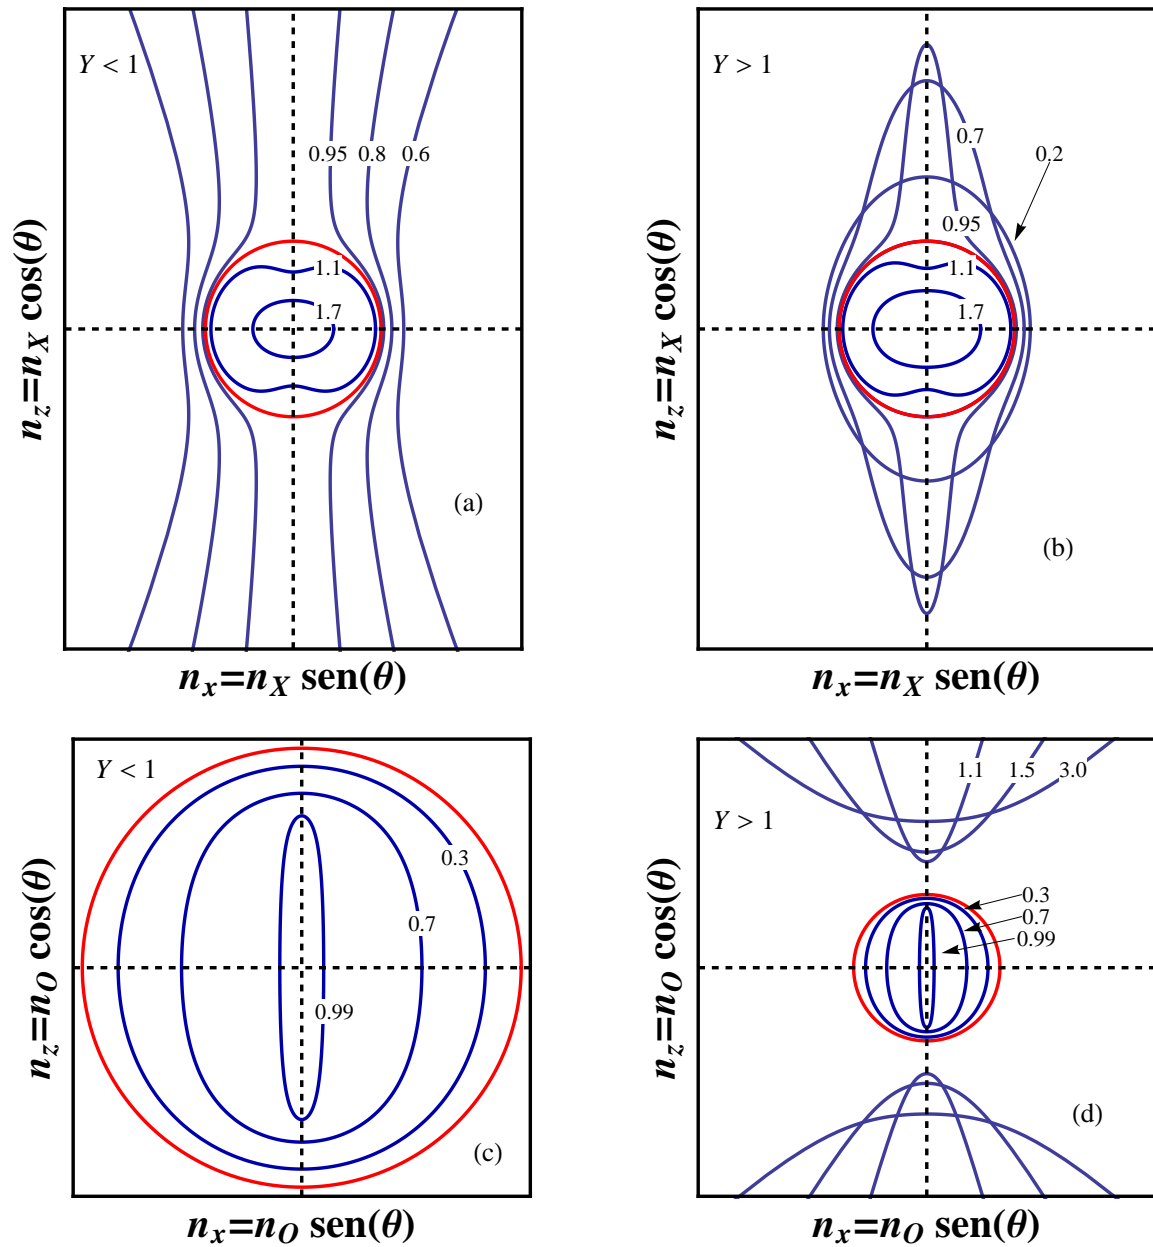 Y < 1
0.95
0.8
0.6
1.1
1.7
(a)
n_z=n_X cos(θ)
n_x=n_X sen(θ)
Y > 1
0.7
0.2
0.95
1.1
1.7
(b)
n_z=n_X cos(θ)
n_x=n_X sen(θ)
Y < 1
0.3
0.7
0.99
(c)
n_z=n_O cos(θ)
n_x=n_O sen(θ)
1.1
1.5
3.0
Y > 1
0.3
0.7
0.99
(d)
n_z=n_O cos(θ)
n_x=n_O sen(θ)